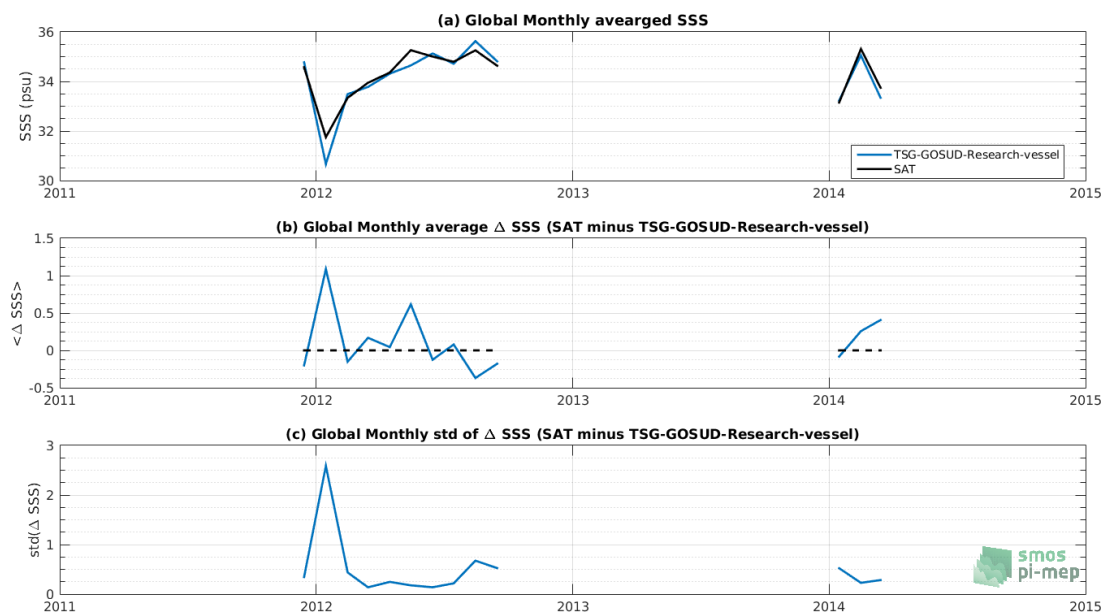 (a) Global Monthly avearged SSS
SSS (psu)
36
34
32
30
TSG-GOSUD-Research-vessel
SAT
2011 2012 2013 2014 2015
(b) Global Monthly average Δ SSS (SAT minus TSG-GOSUD-Research-vessel)
<Δ SSS>
1.5
1
0.5
0
-0.5
2011 2012 2013 2014 2015
(c) Global Monthly std of Δ SSS (SAT minus TSG-GOSUD-Research-vessel)
std(Δ SSS)
3
2
1
0
smos
pi-mep
2011 2012 2013 2014 2015